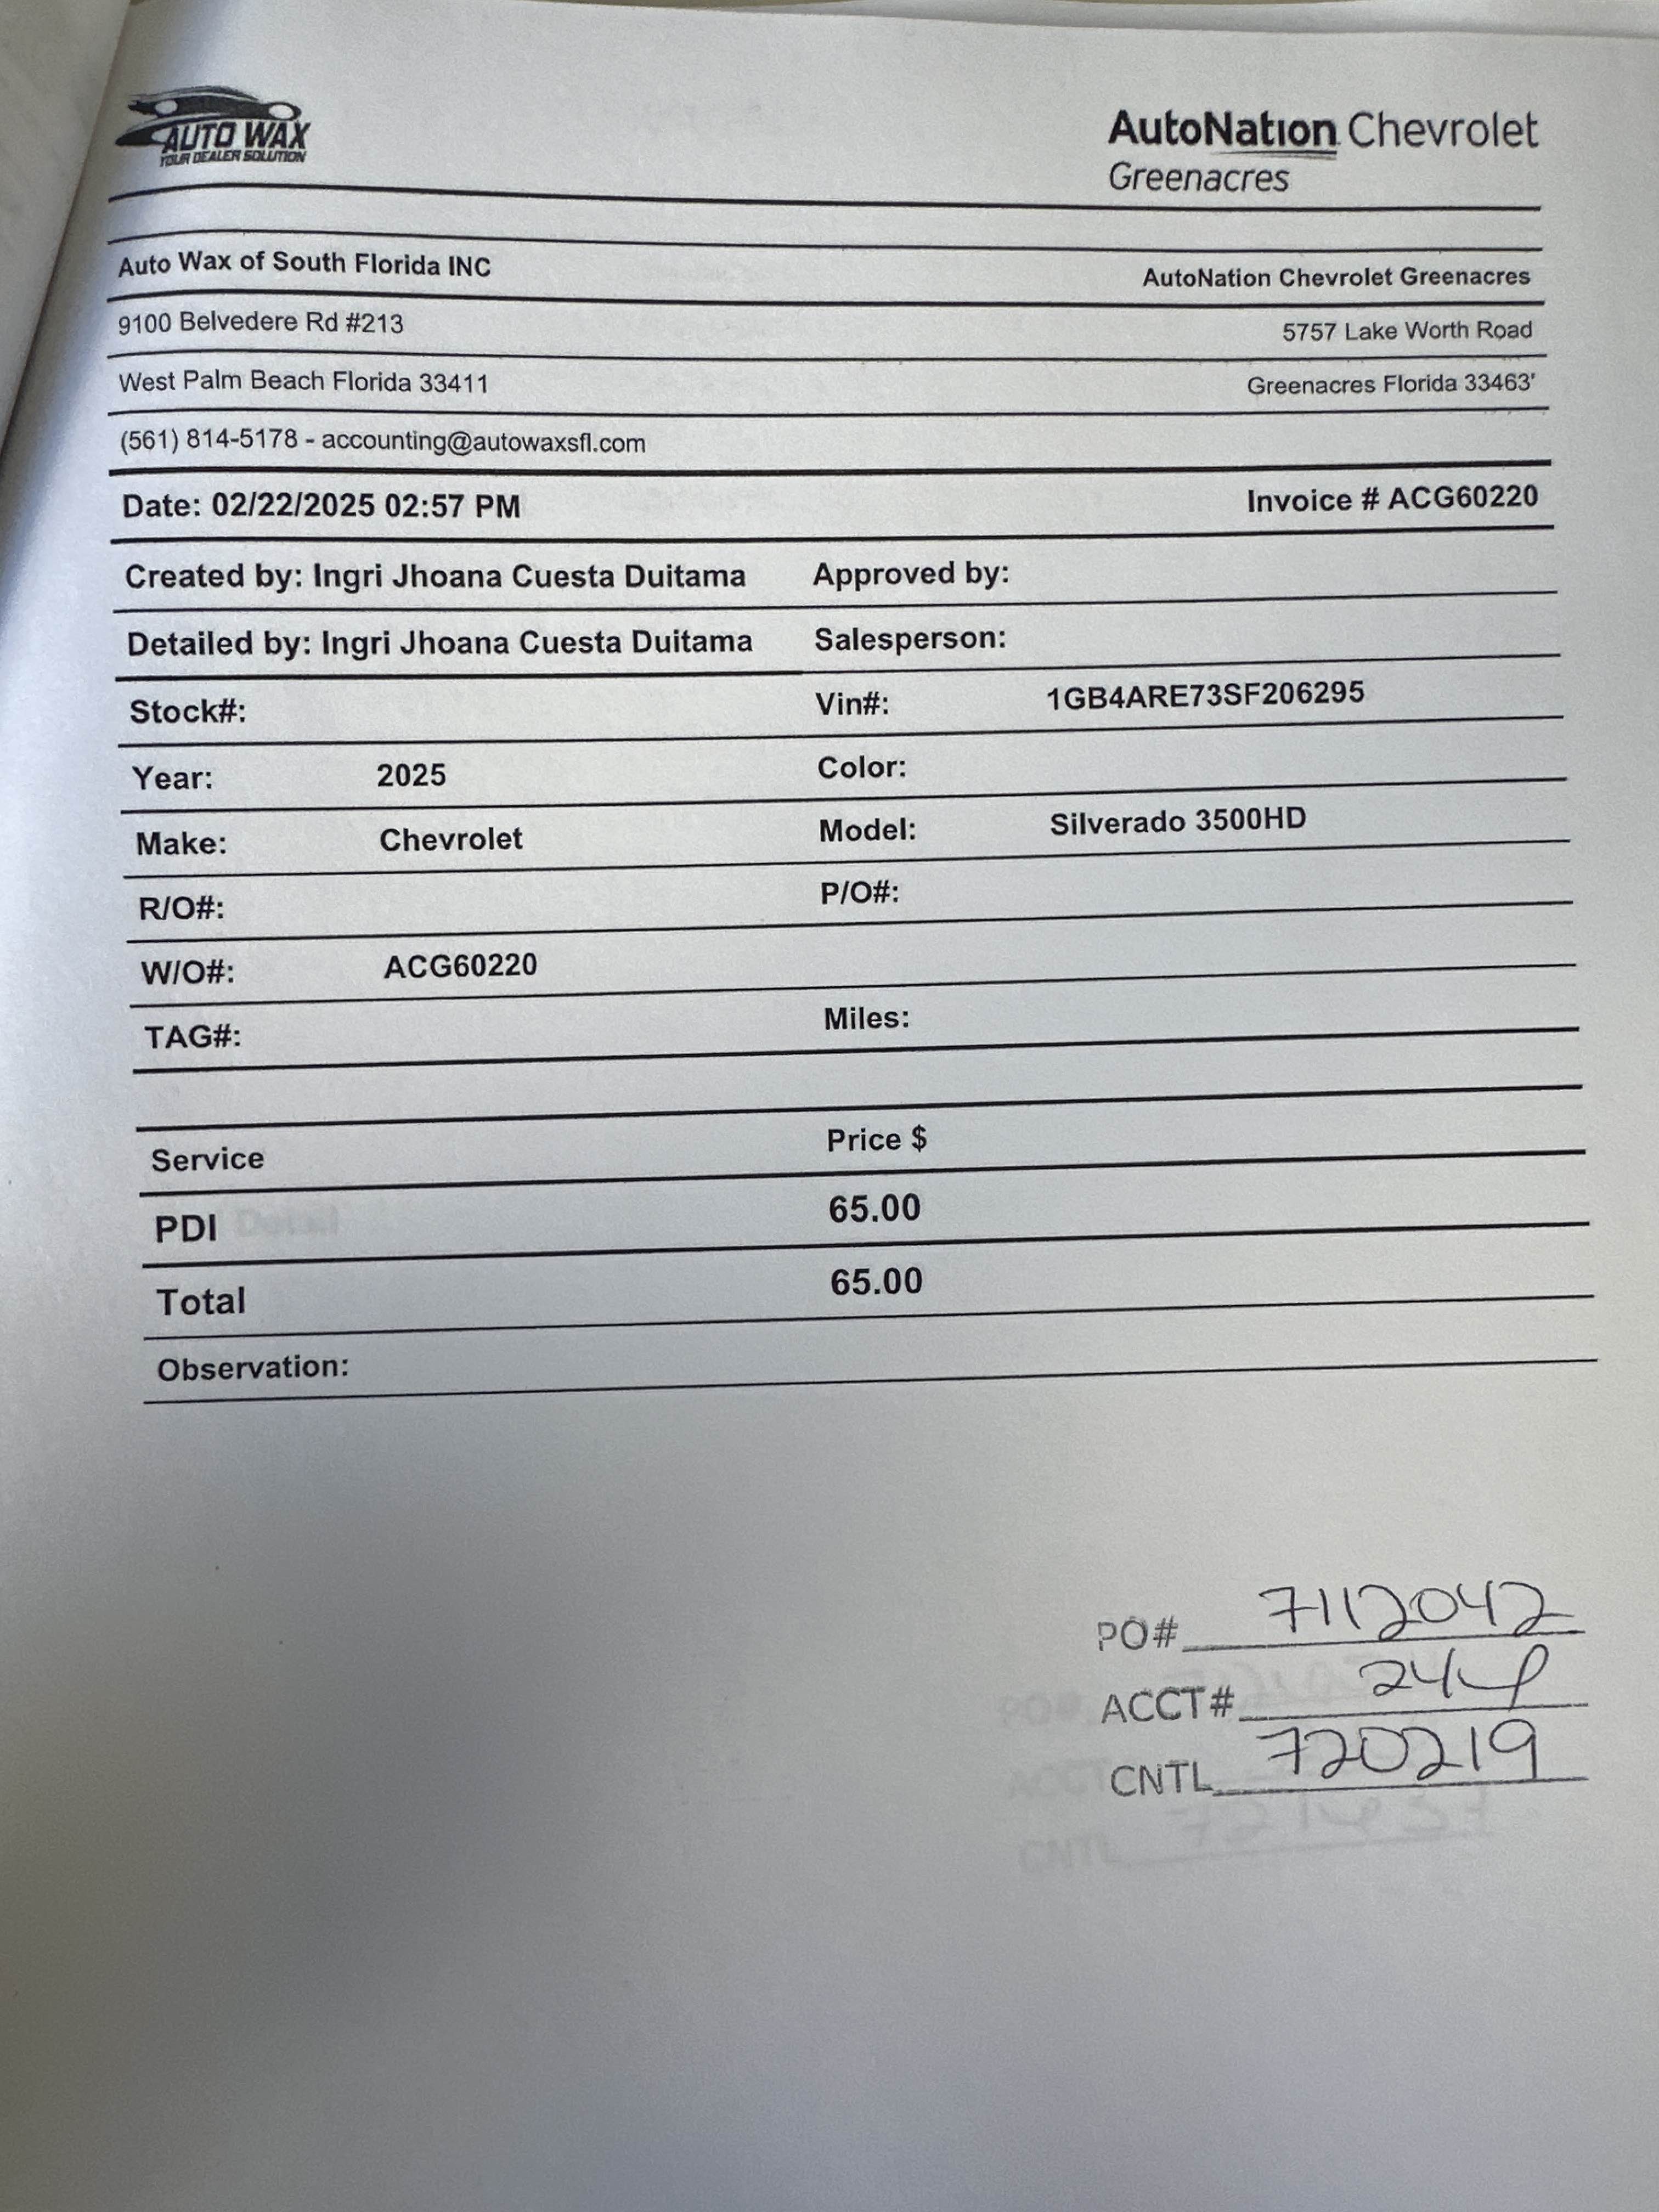 AUTO WAX
YOUR DEALER SOLUTION
AutoNation Chevrolet
Greenacres
Auto Wax of South Florida INC
AutoNation Chevrolet Greenacres
9100 Belvedere Rd #213
5757 Lake Worth Road
West Palm Beach Florida 33411
Greenacres Florida 33463'
(561) 814-5178 - accounting@autowaxsfl.com
Date: 02/22/2025 02:57 PM Invoice # ACG60220
Created by: Ingri Jhoana Cuesta Duitama Approved by:
Detailed by: Ingri Jhoana Cuesta Duitama Salesperson:
Stock#: Vin#: 1GB4ARE73SF206295
Year: 2025 Color:
Make: Chevrolet Model: Silverado 3500HD
R/O#: P/O#:
W/O#: ACG60220
TAG#: Miles:
Service Price $
PDI 65.00
Total 65.00
Observation:
PO# 7112042
ACCT#
CNTL 720219